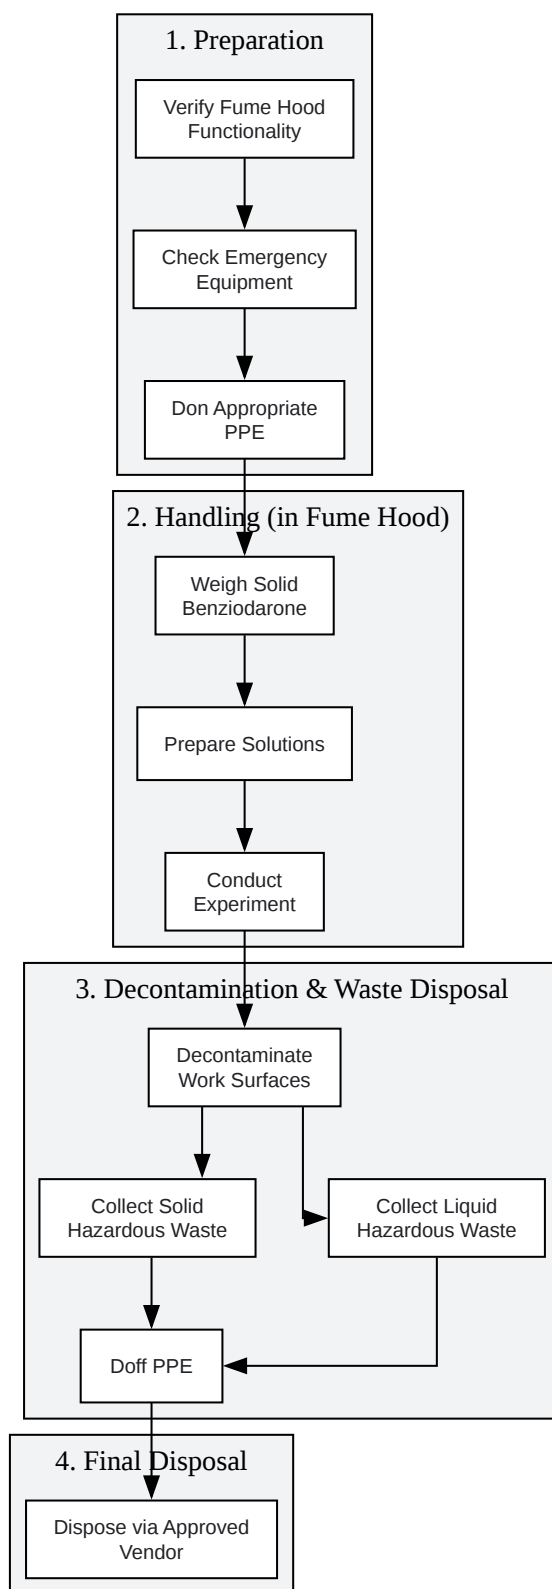 1. Preparation
Verify Fume Hood
Functionality
Check Emergency
Equipment
Don Appropriate
PPE
2. Handling (in Fume Hood)
Weigh Solid
Benziodarone
Prepare Solutions
Conduct
Experiment
3. Decontamination & Waste Disposal
Decontaminate
Work Surfaces
Collect Solid
Hazardous Waste
Collect Liquid
Hazardous Waste
Doff PPE
4. Final Disposal
Dispose via Approved
Vendor